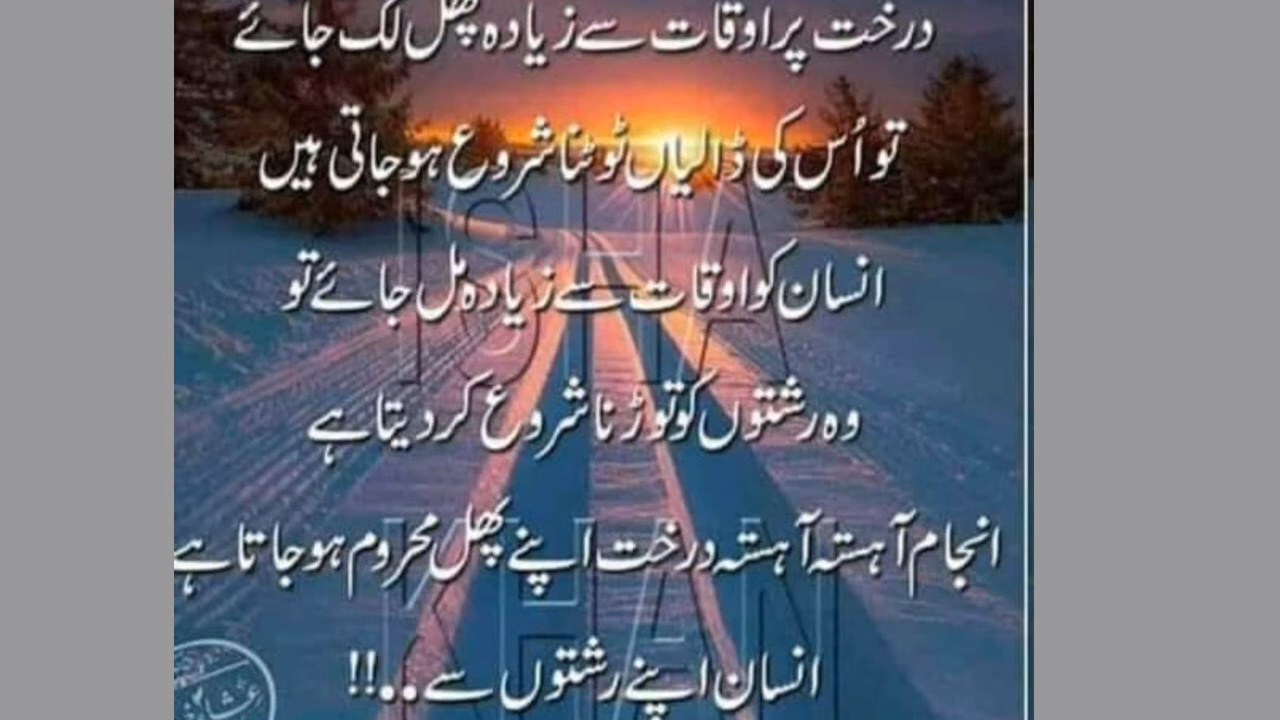 درخت پر اوقات سے زیادہ پھل لگ جائے
تو اُس کی ڈالیاں ٹوٹنا شروع ہو جاتی ہیں
انسان کو اوقات سے زیادہ مل جائے تو
وہ رشتوں کو توڑنا شروع کر دیتا ہے
انجام آہستہ آہستہ درخت اپنے پھل محروم ہو جاتا ہے
انسان اپنے رشتوں سے..!!
ISHA
KHAN